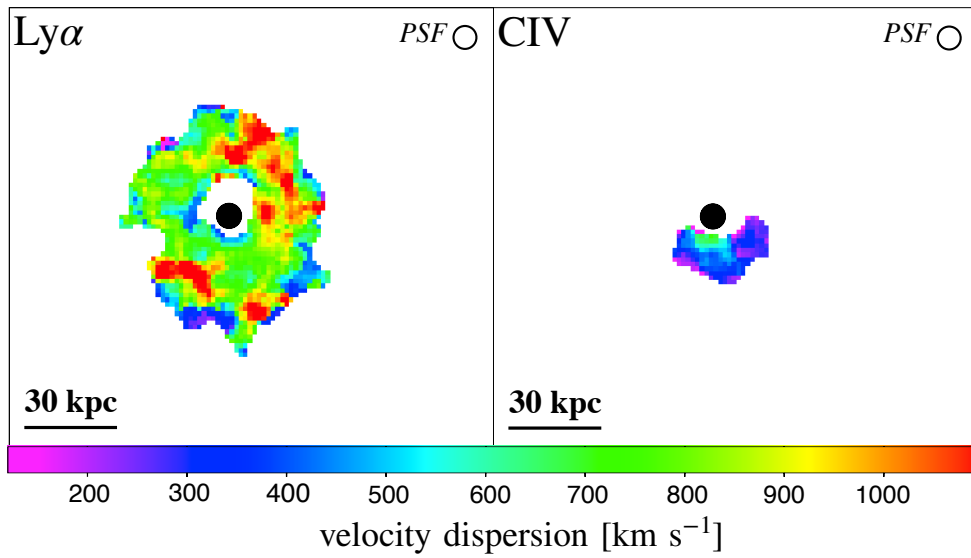 Lyα PSF CIV PSF
30 kpc 30 kpc
200 300 400 500 600 700 800 900 1000
velocity dispersion [km s⁻¹]